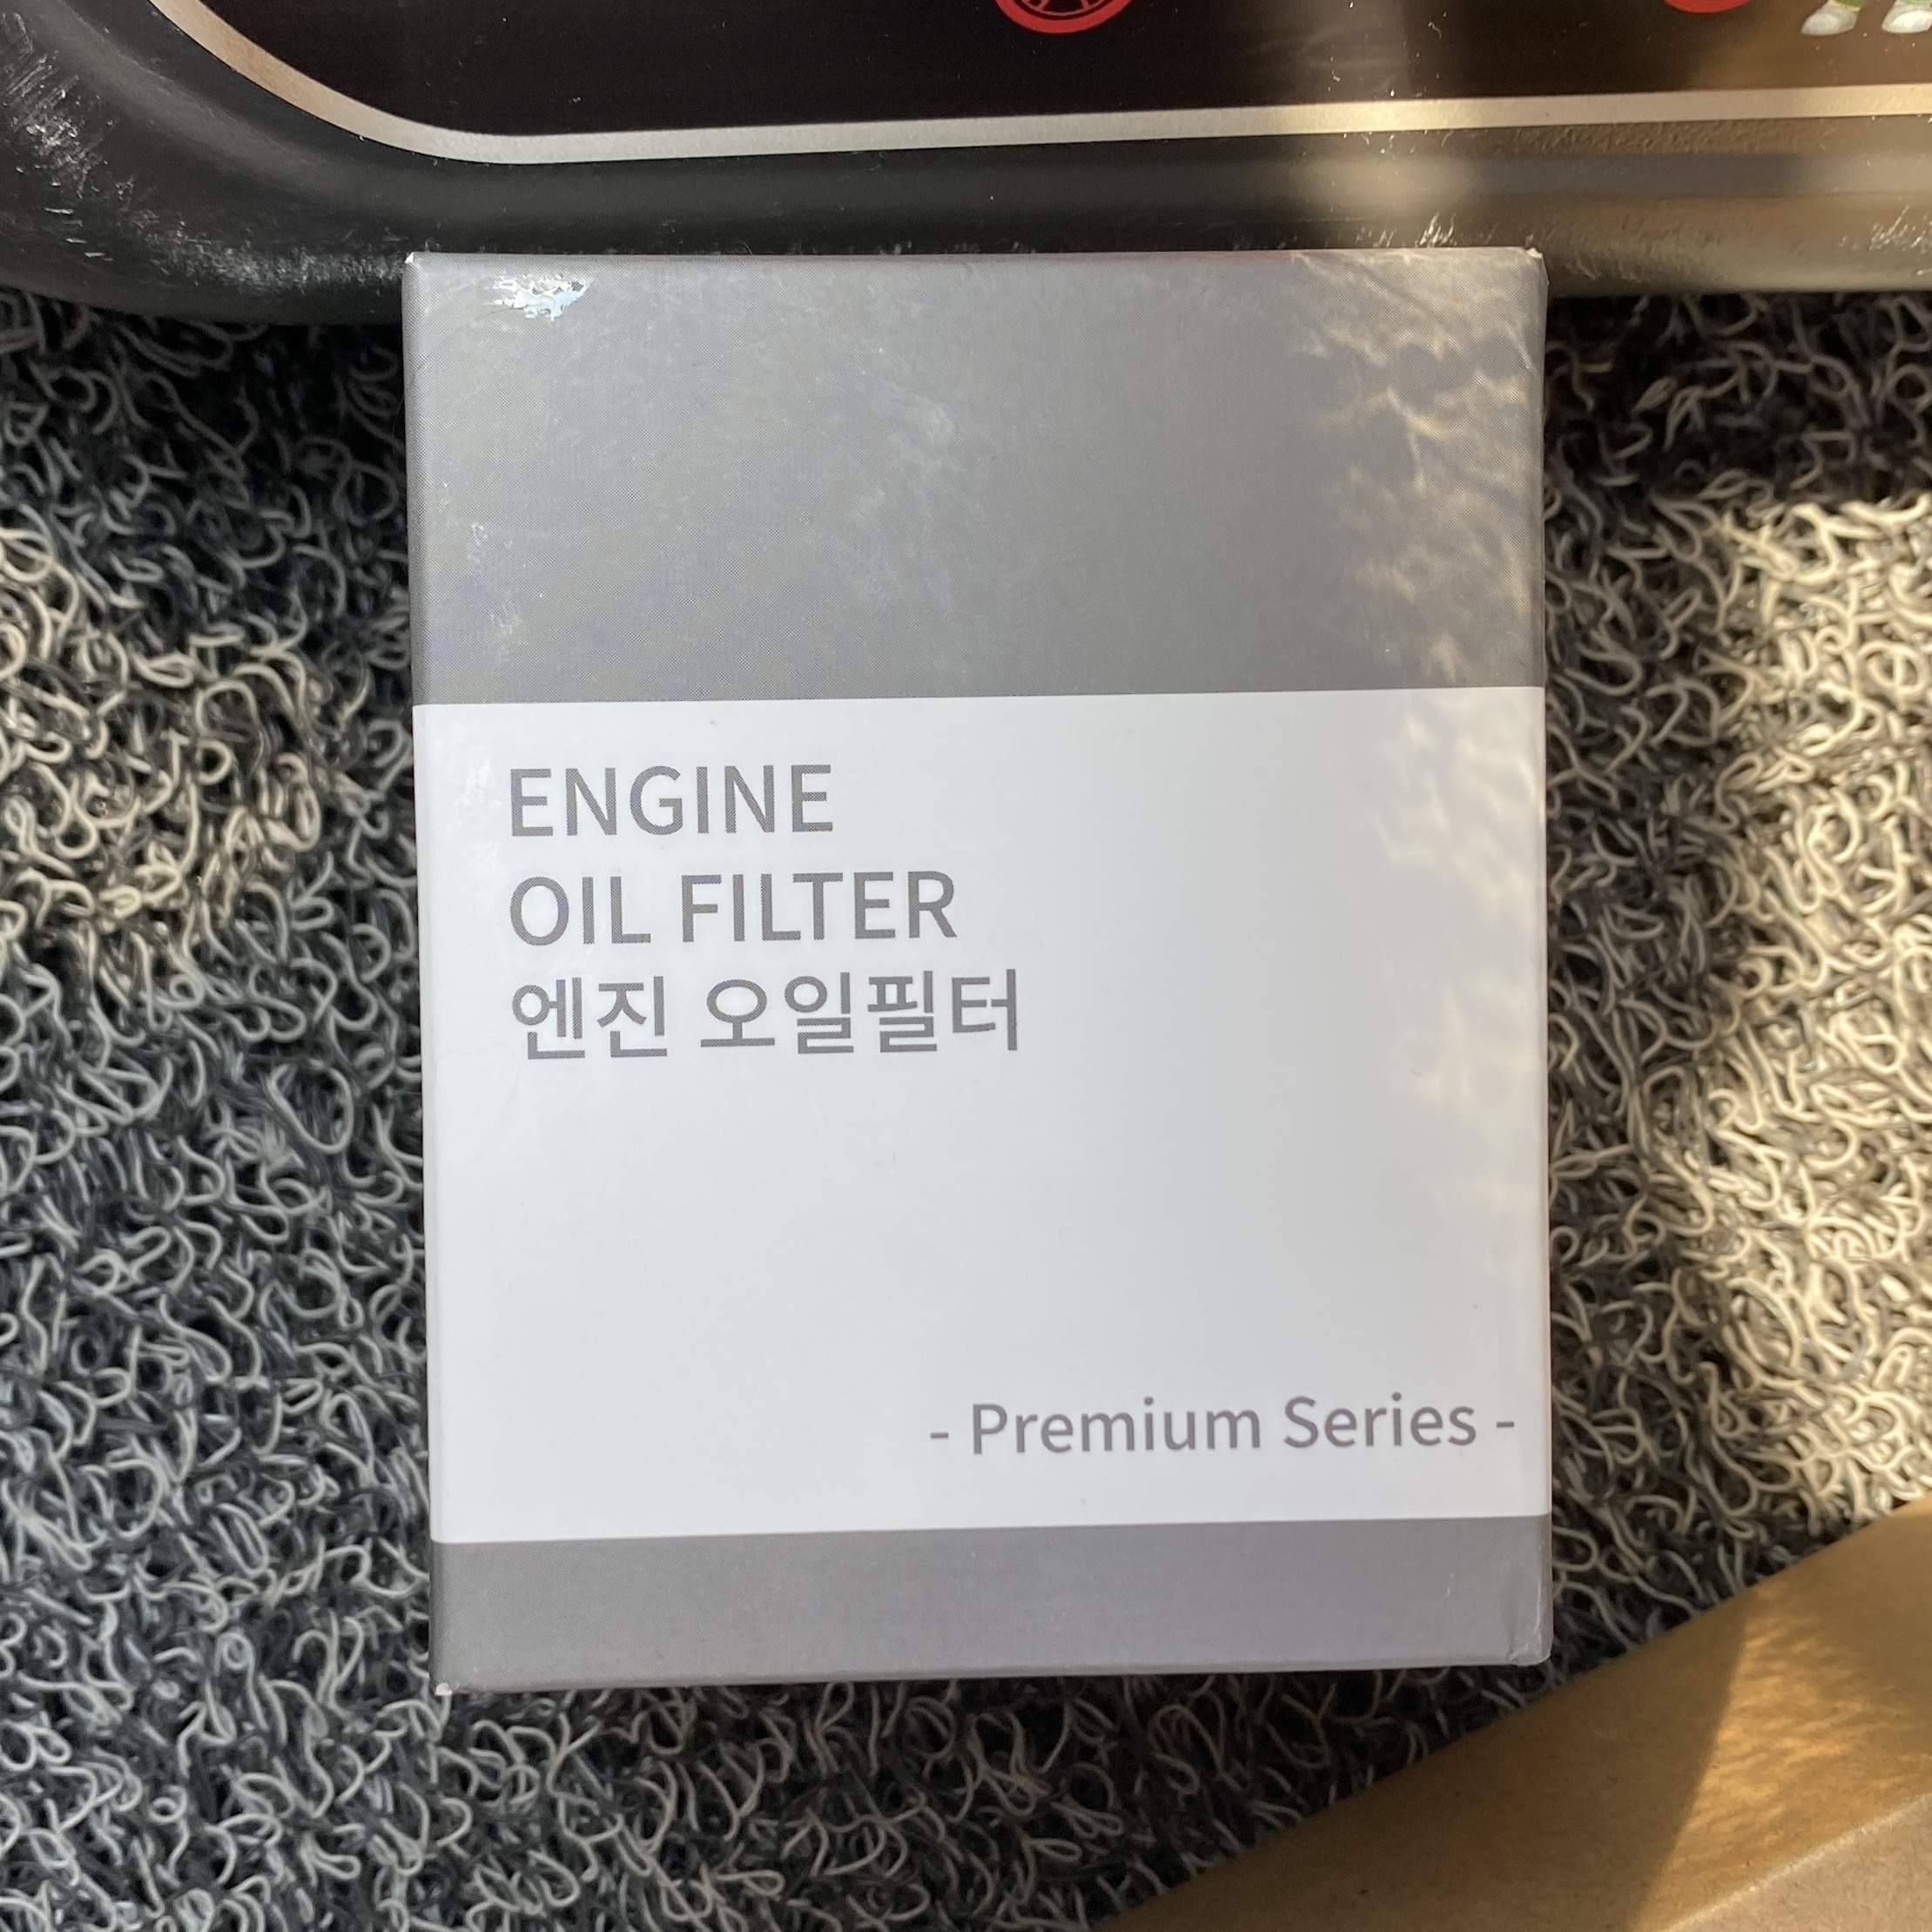 ENGINE
OIL FILTER
엔진 오일필터
- Premium Series -